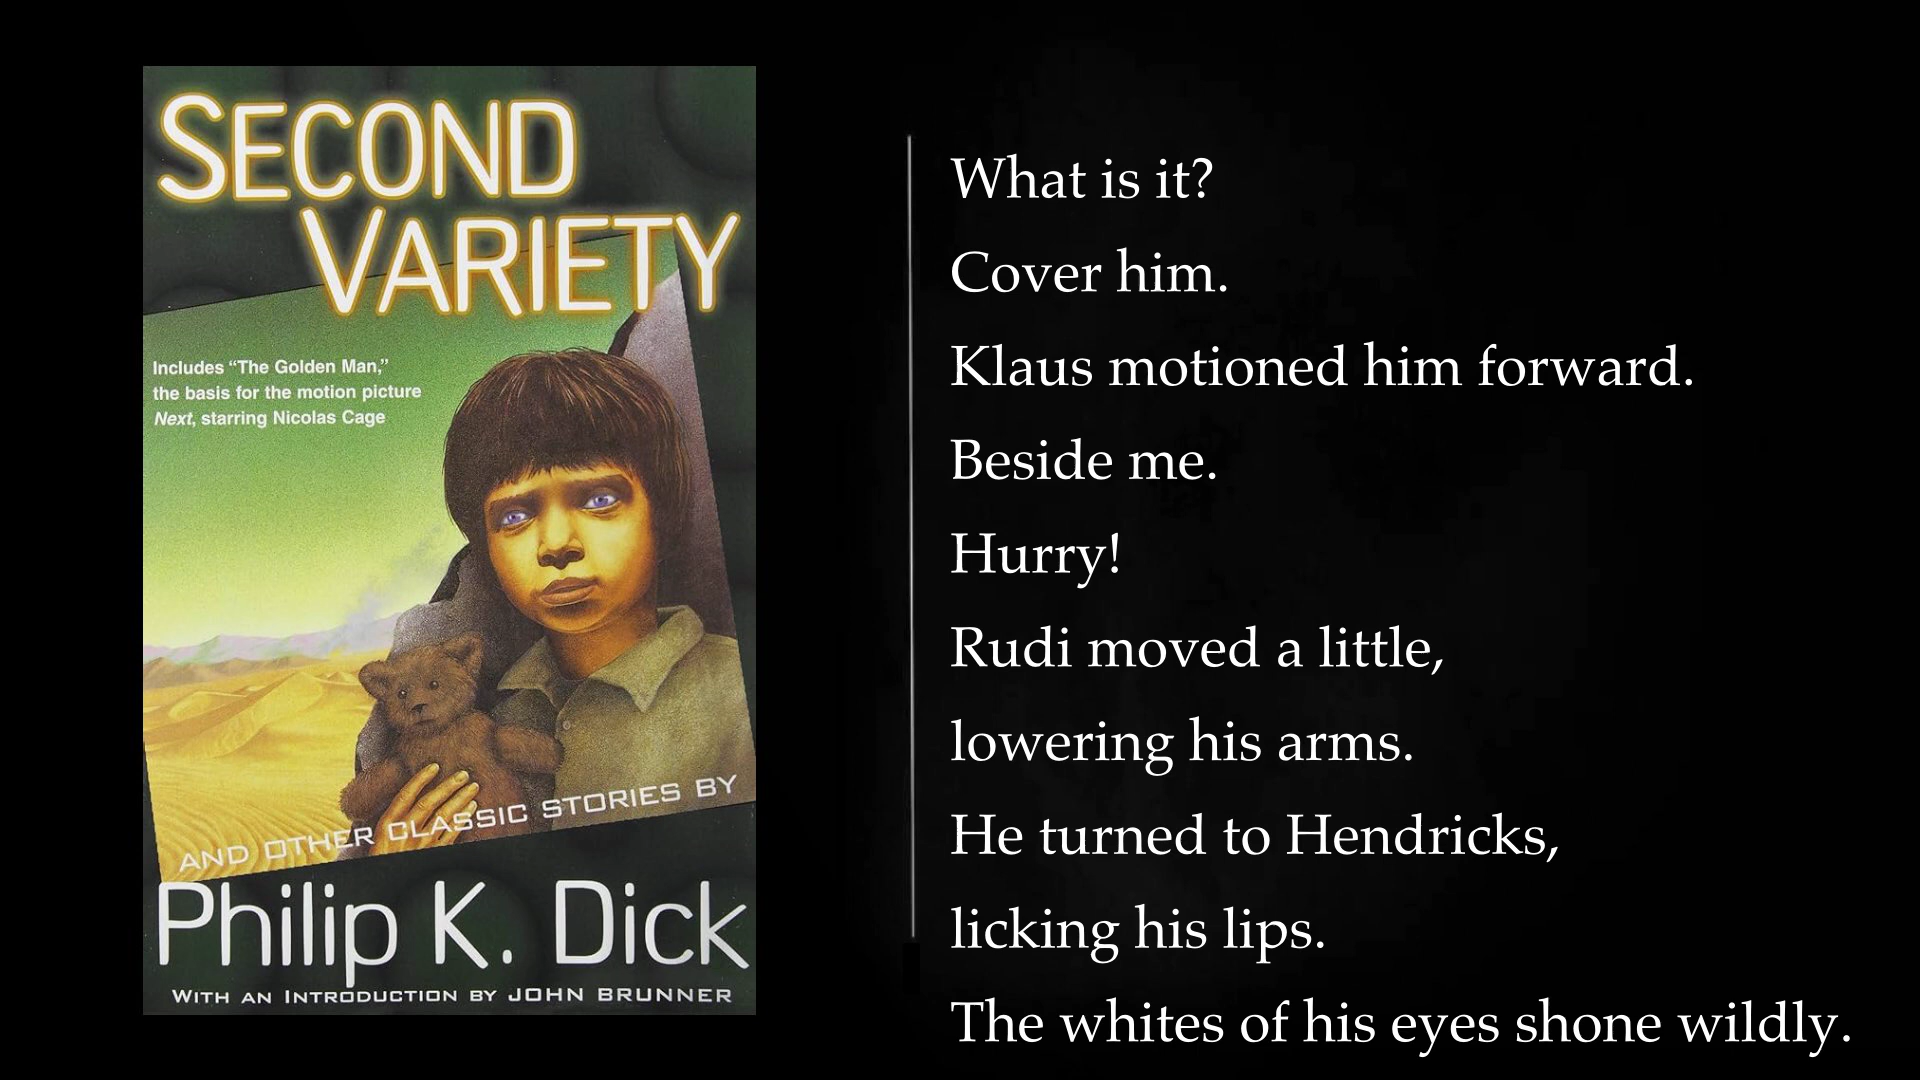 SECOND
VARIETY
Includes “The Golden Man,”
the basis for the motion picture
Next, starring Nicolas Cage
AND OTHER CLASSIC STORIES BY
Philip K. Dick
WITH AN INTRODUCTION BY JOHN BRUNNER
What is it?
Cover him.
Klaus motioned him forward.
Beside me.
Hurry!
Rudi moved a little,
lowering his arms.
He turned to Hendricks,
licking his lips.
The whites of his eyes shone wildly.